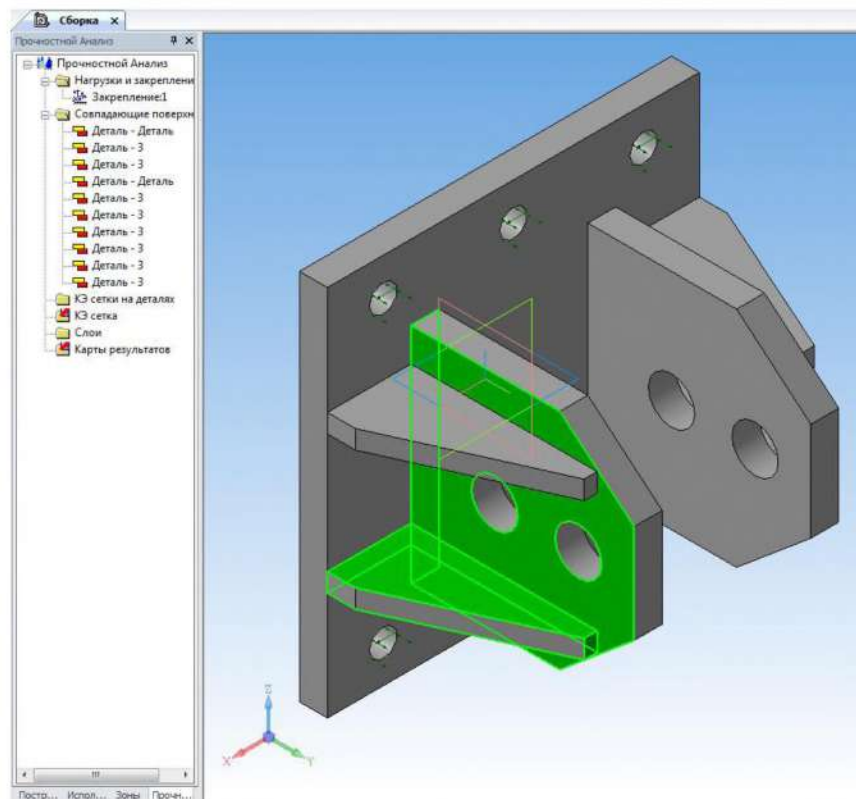 Сборка
Прочностной Анализ
Прочностной Анализ
Нагрузки и закреплени
Закрепление:1
Совпадающие поверхн
Деталь - Деталь
Деталь - 3
Деталь - 3
Деталь - Деталь
Деталь - 3
Деталь - 3
Деталь - 3
Деталь - 3
Деталь - 3
Деталь - 3
КЭ сетки на деталях
КЭ сетка
Слои
Карты результатов
Постр... Испол... Зоны Прочн...
Z
X
Y